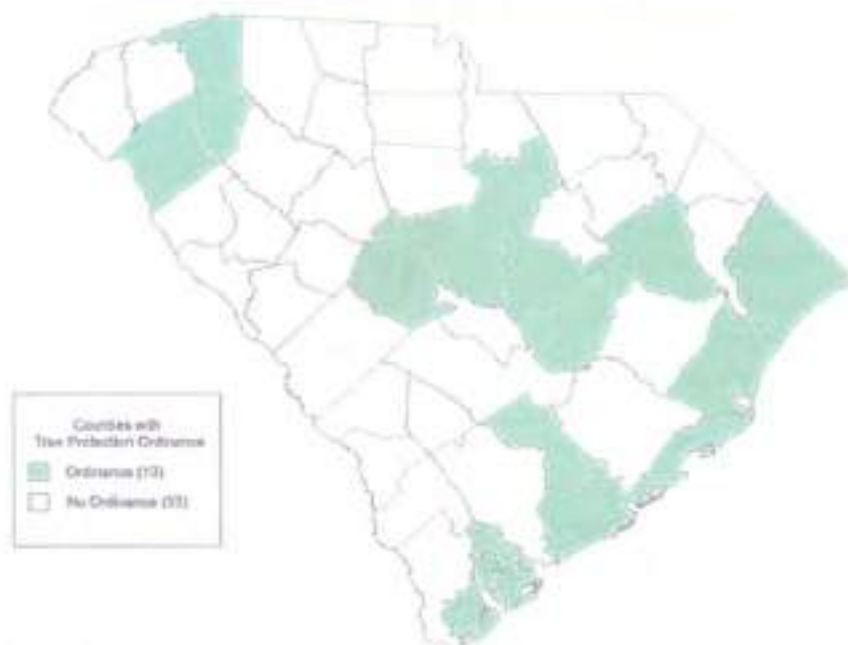 Counties with
Tree Protection Ordinance
Ordinance (13)
No Ordinance (33)